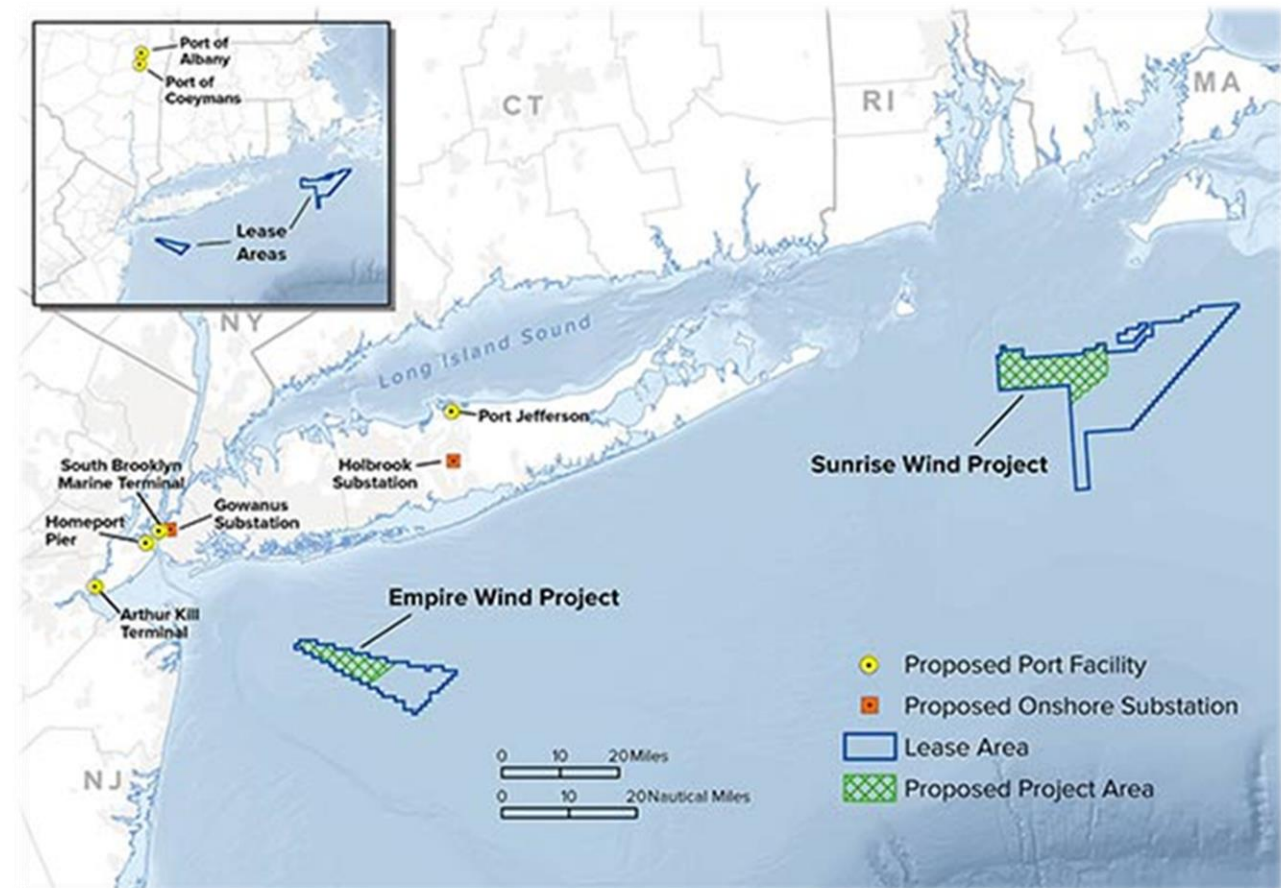 Port of
Albany
Port of
Coeymans
Lease
Areas
CT
RI
MA
NY
Long Island Sound
Port Jefferson
Holbrook
Substation
South Brooklyn
Marine Terminal
Gowanus
Substation
Homeport
Pier
Arthur Kill
Terminal
Sunrise Wind Project
Empire Wind Project
NJ
0 10 20 Miles
0 10 20 Nautical Miles
Proposed Port Facility
Proposed Onshore Substation
Lease Area
Proposed Project Area